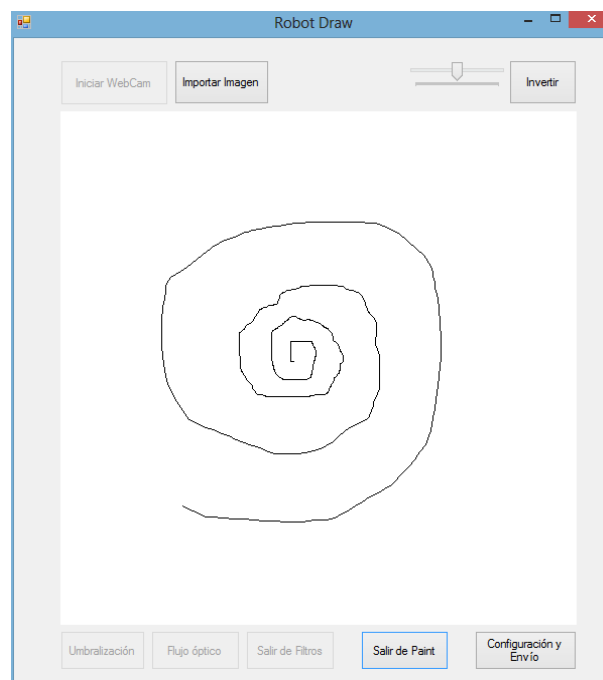 Robot Draw
Iniciar WebCam
Importar Imagen
Invertir
Umbralización
Flujo óptico
Salir de Filtros
Salir de Paint
Configuración y
Envío